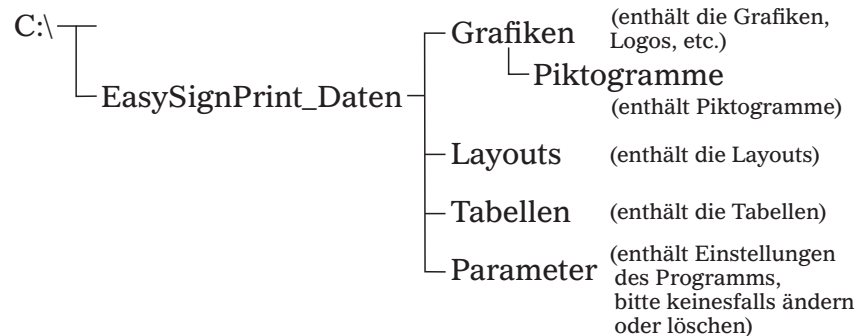 C:\
EasySignPrint_Daten
Grafiken
(enthält die Grafiken,
Logos, etc.)
Piktogramme
(enthält Piktogramme)
Layouts (enthält die Layouts)
Tabellen (enthält die Tabellen)
Parameter (enthält Einstellungen
des Programms,
bitte keinesfalls ändern
oder löschen)